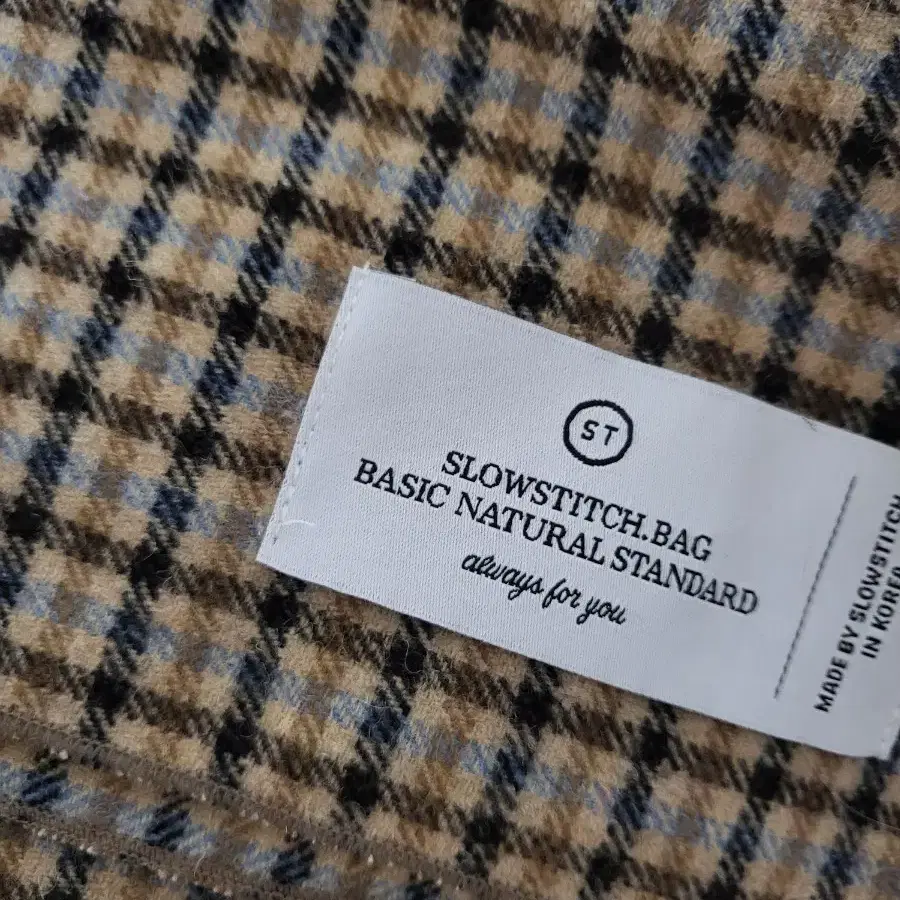 ST
SLOWSTITCH.BAG
BASIC NATURAL STANDARD
always for you
MADE BY SLOWSTITCH
IN KOREA